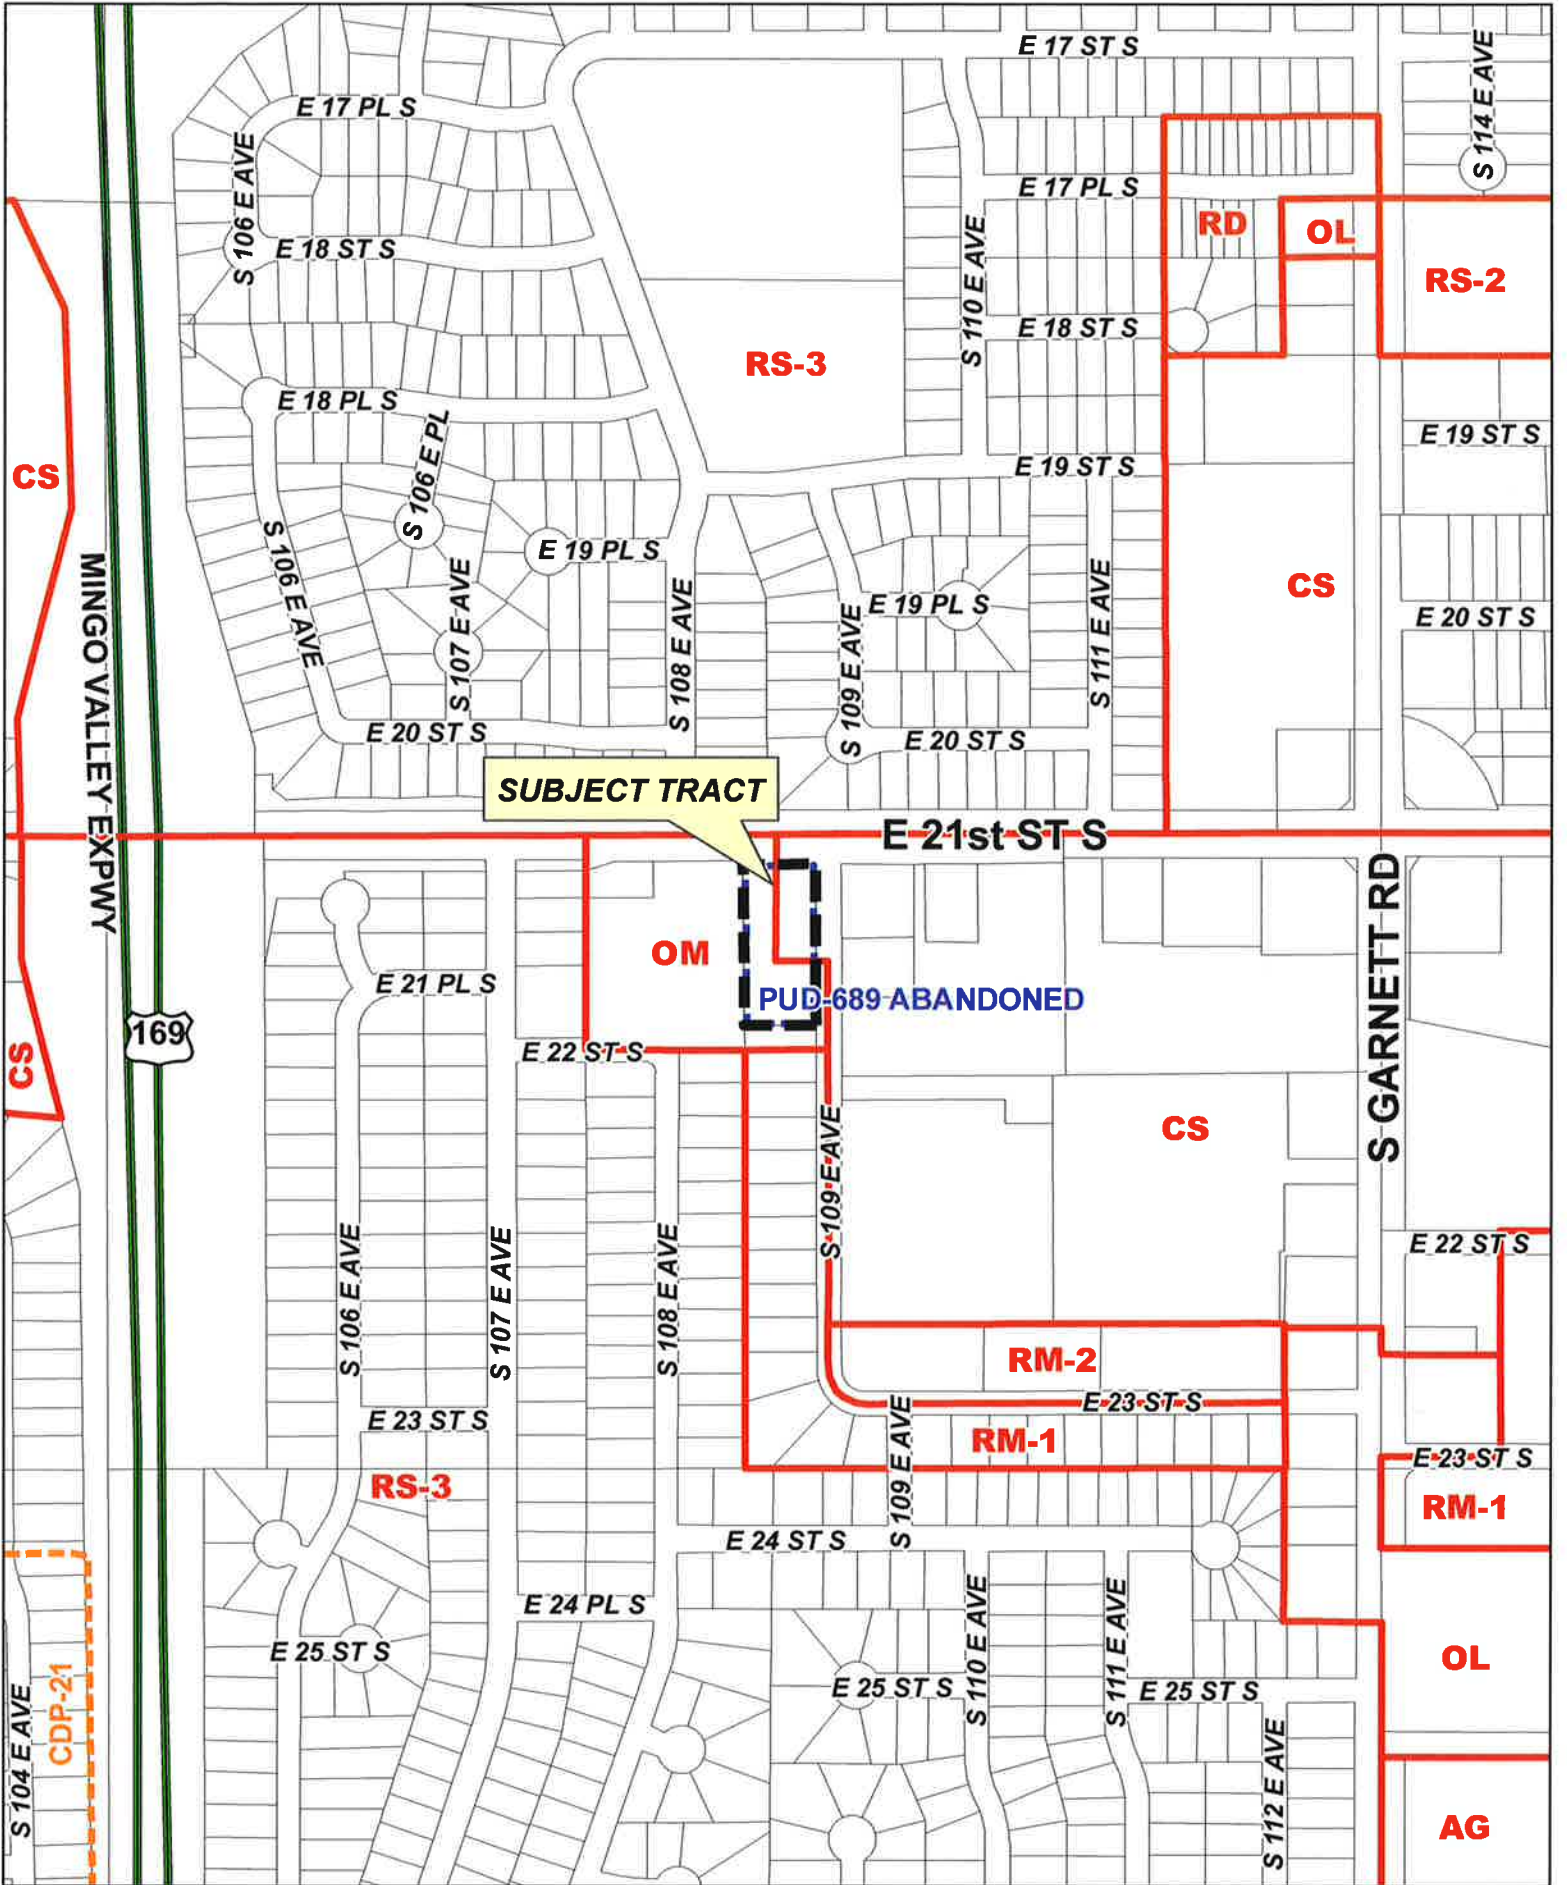 E 17 ST S
S 114 E AVE
E 17 PL S
S 106 E AVE
E 17 PL S
RD
OL
E 18 ST S
RS-2
S 110 E AVE
E 18 ST S
RS-3
E 18 PL S
S 106 E PL
E 19 ST S
E 19 ST S
CS
S 106 E AVE
E 19 PL S
MINGO VALLEY EXPWY
S 107 E AVE
S 108 E AVE
S 109 E AVE
E 19 PL S
S 111 E AVE
CS
E 20 ST S
E 20 ST S
E 20 ST S
SUBJECT TRACT
E 21st ST S
S GARNETT RD
OM
E 21 PL S
PUD-689 ABANDONED
169
CS
E 22 ST S
CS
S 109 E AVE
E 22 ST S
S 106 E AVE
S 107 E AVE
S 108 E AVE
RM-2
E 23 ST S
E 23 ST S
RM-1
S 109 E AVE
E 23 ST S
RS-3
RM-1
E 24 ST S
E 24 PL S
S 110 E AVE
S 111 E AVE
E 25 ST S
OL
E 25 ST S
E 25 ST S
CDP-21
S 104 E AVE
S 112 E AVE
AG